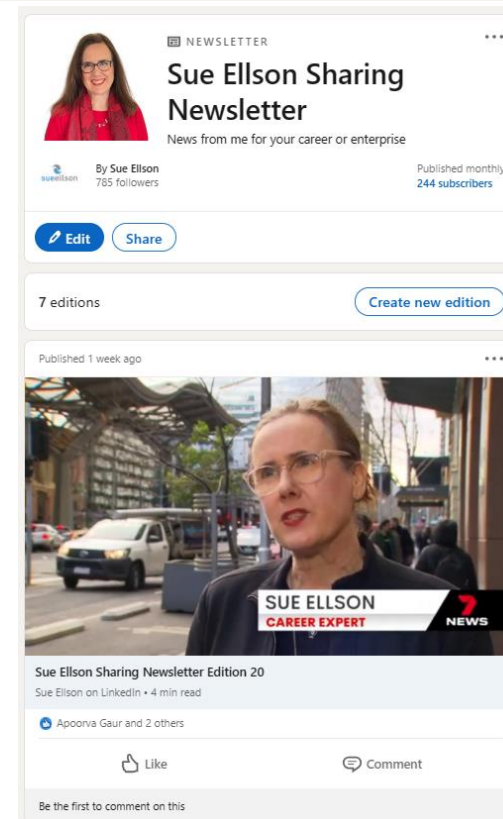 NEWSLETTER
Sue Ellson Sharing
Newsletter
News from me for your career or enterprise
sueellson
By Sue Ellson
785 followers
Published monthly
244 subscribers
Edit
Share
7 editions
Create new edition
Published 1 week ago
SUE ELLSON
CAREER EXPERT
7
NEWS
Sue Ellson Sharing Newsletter Edition 20
Sue Ellson on LinkedIn • 4 min read
Apoorva Gaur and 2 others
Like
Comment
Be the first to comment on this